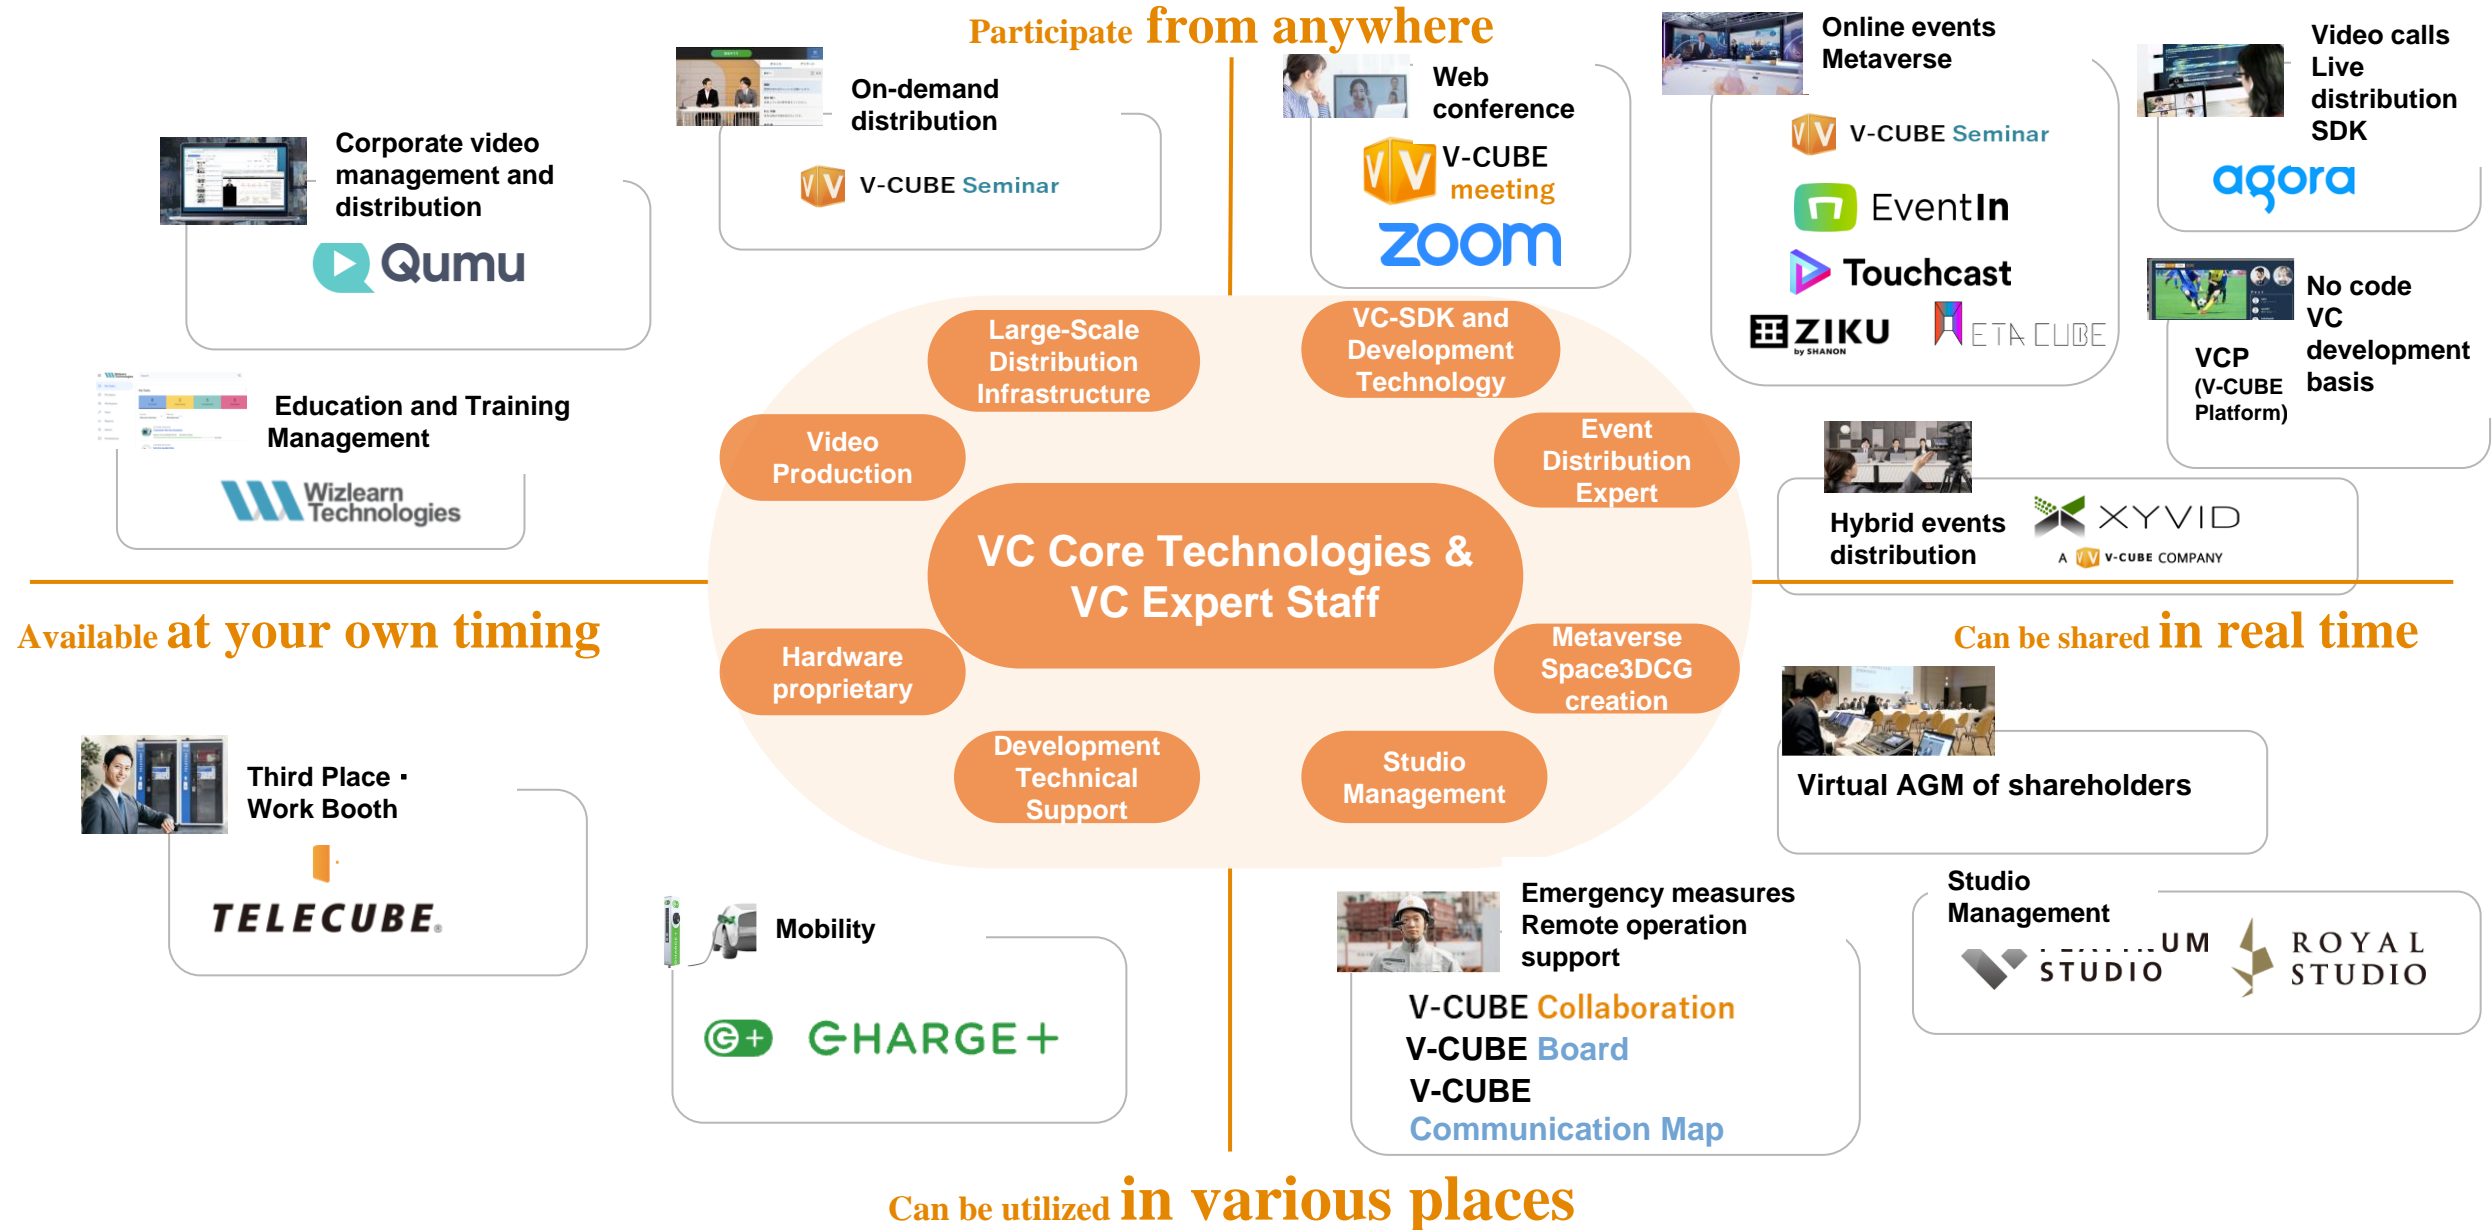 Participate from anywhere
On-demand
distribution
V-CUBE Seminar
Corporate video
management and
distribution
Qumu
Education and Training
Management
Wizlearn
Technologies
Web
conference
V-CUBE
meeting
zoom
Online events
Metaverse
V-CUBE Seminar
EventIn
Touchcast
ZIKU
by SHANON
METACUBE
Video calls
Live
distribution
SDK
agora
No code
VC
development
basis
VCP
(V-CUBE
Platform)
Hybrid events
distribution
XYVID
A V-CUBE COMPANY
Large-Scale
Distribution
Infrastructure
VC-SDK and
Development
Technology
Video
Production
Event
Distribution
Expert
VC Core Technologies &
VC Expert Staff
Hardware
proprietary
Metaverse
Space3DCG
creation
Development
Technical
Support
Studio
Management
Available at your own timing
Can be shared in real time
Third Place・
Work Booth
TELECUBE®
Mobility
CHARGE+
Emergency measures
Remote operation
support
V-CUBE Collaboration
V-CUBE Board
V-CUBE
Communication Map
Virtual AGM of shareholders
Studio
Management
PLATINUM
STUDIO
ROYAL
STUDIO
Can be utilized in various places